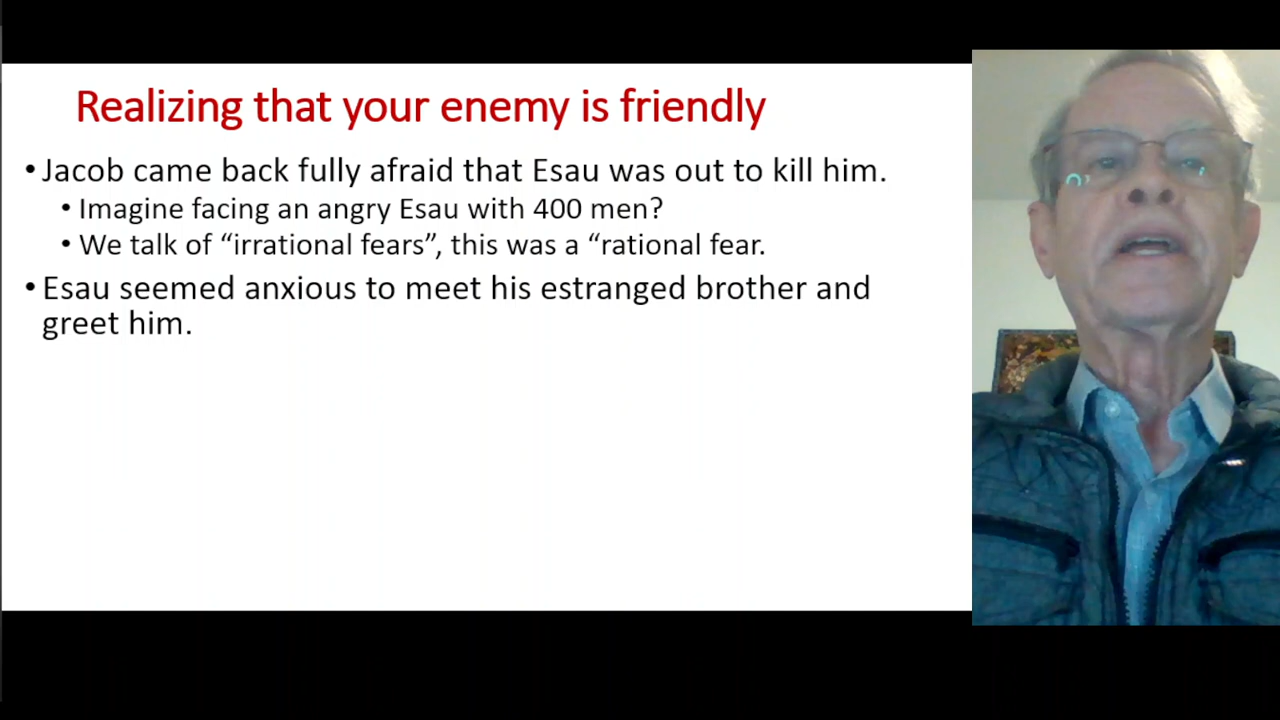 Realizing that your enemy is friendly
•Jacob came back fully afraid that Esau was out to kill him.
•Imagine facing an angry Esau with 400 men?
•We talk of “irrational fears”, this was a “rational fear.
•Esau seemed anxious to meet his estranged brother and
greet him.